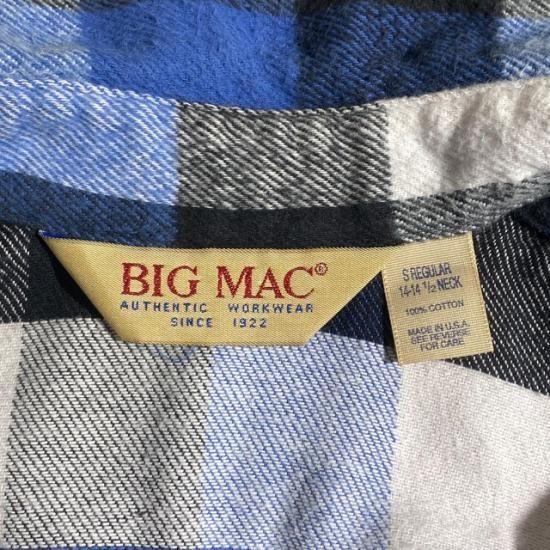 BIG MAC®
AUTHENTIC WORKWEAR
SINCE 1922
S REGULAR
14-14 1/2 NECK
100% COTTON
MADE IN U.S.A.
SEE REVERSE
FOR CARE